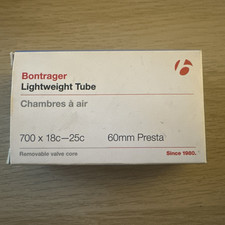 Bontrager
Lightweight Tube
Chambres à air
700 x 18c—25c 60mm Presta
Removable valve core Since 1980.